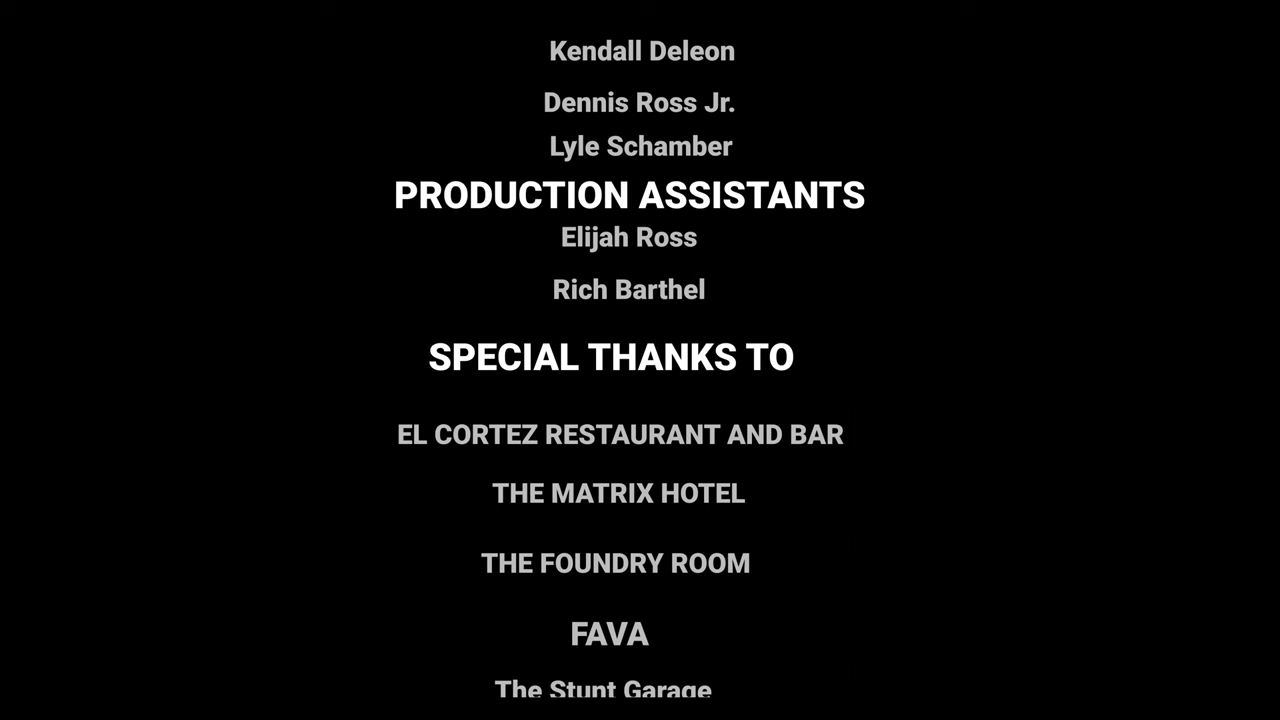 Kendall Deleon
Dennis Ross Jr.
Lyle Schamber
PRODUCTION ASSISTANTS
Elijah Ross
Rich Barthel
SPECIAL THANKS TO
EL CORTEZ RESTAURANT AND BAR
THE MATRIX HOTEL
THE FOUNDRY ROOM
FAVA
The Stunt Garage